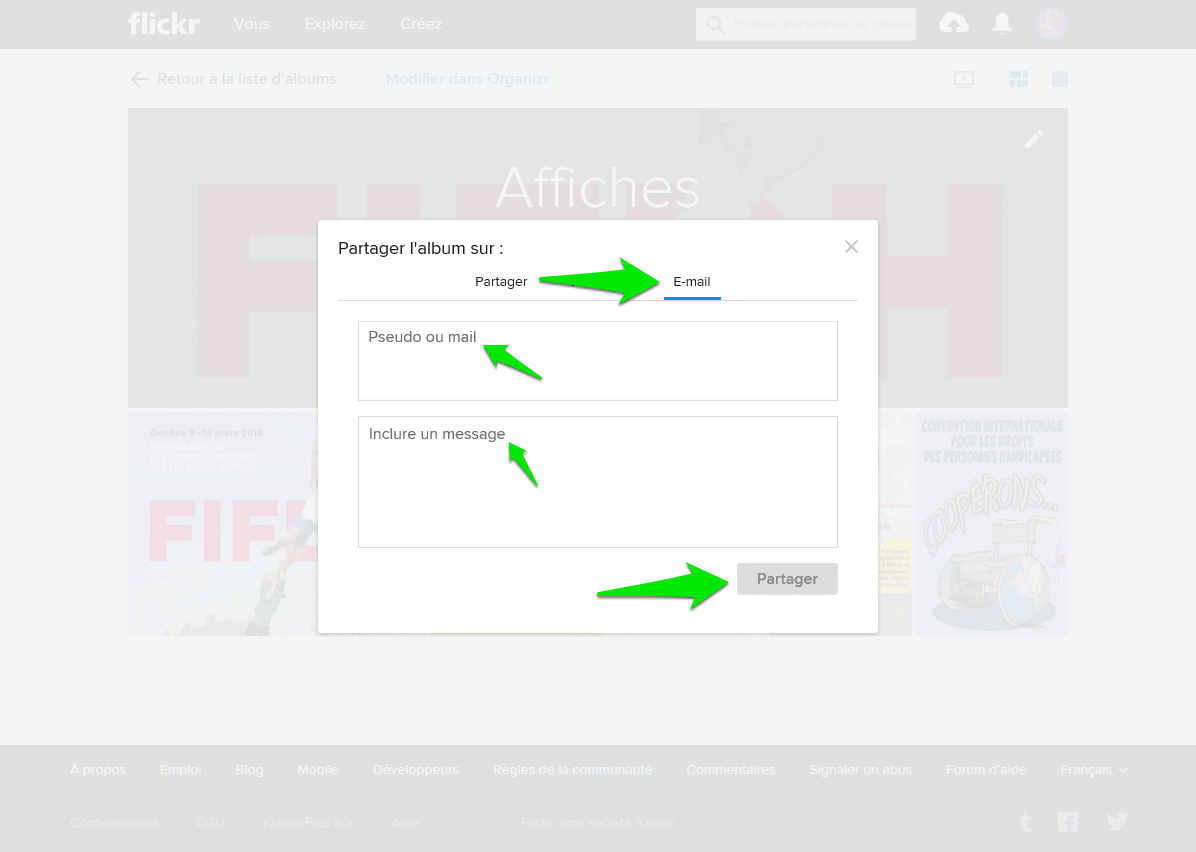 flickr Vous Explorez Créez Photos, personnes ou groupe
Retour à la liste d'albums Modifier dans Organizr
Affiches
Partager l'album sur :
Partager E-mail
Pseudo ou mail
Inclure un message
Partager
Genève 9–18 mars 2018
FIF
CONVENTION INTERNATIONALE
POUR LES DROITS
DES PERSONNES HANDICAPÉES
COOPÉRONS...
À propos Emploi Blog Mobile Développeurs Règles de la communauté Commentaires Signaler un abus Forum d'aide Français
Confidentialité CGU Yahoo Plus Sûr Aide Flickr, une société Yahoo